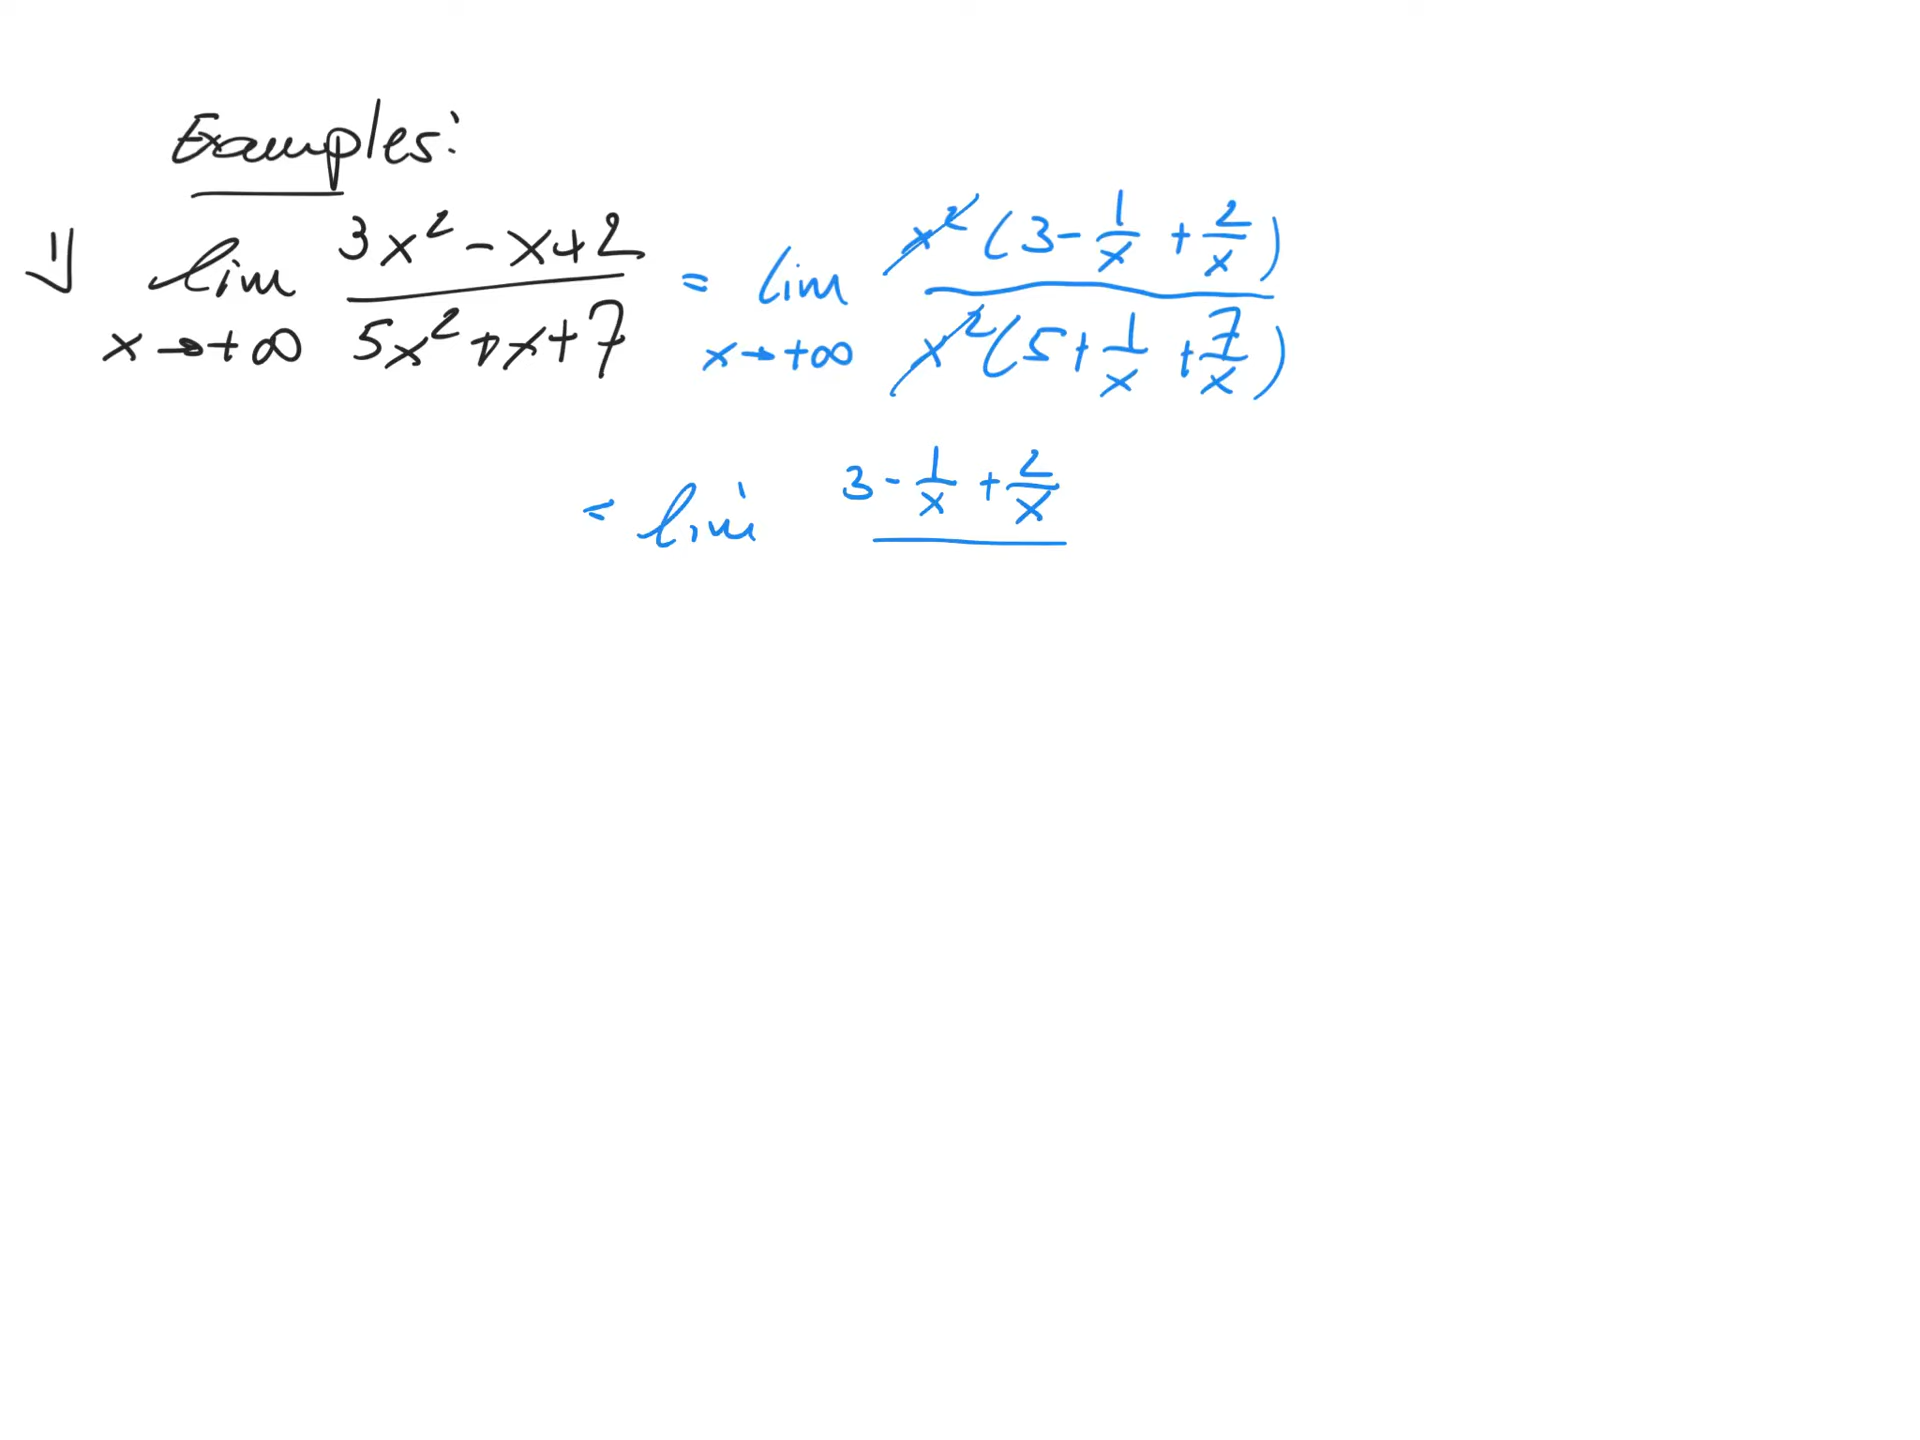 Examples:
1) lim x→+∞ (3x² - x + 2)/(5x² + x + 7) = lim x→+∞ x²(3 - 1/x + 2/x)/x²(5 + 1/x + 7/x)
= lim (3 - 1/x + 2/x)/